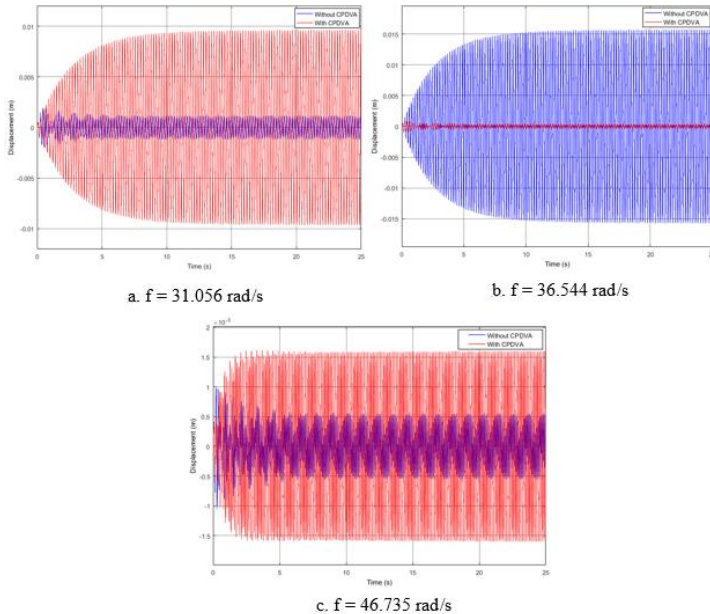 Without CPDVA
With CPDVA
0.01
0.005
0
-0.005
-0.01
Displacement (m)
0
5
10
15
20
25
Time (s)
a. f = 31.056 rad/s
Without CPDVA
With CPDVA
0.015
0.01
0.005
0
-0.005
-0.01
-0.015
Displacement (m)
0
5
10
15
20
25
Time (s)
b. f = 36.544 rad/s
Without CPDVA
With CPDVA
2
1.5
1
0.5
0
-0.5
-1
-1.5
Displacement (m)
0
5
10
15
20
25
Time (s)
c. f = 46.735 rad/s